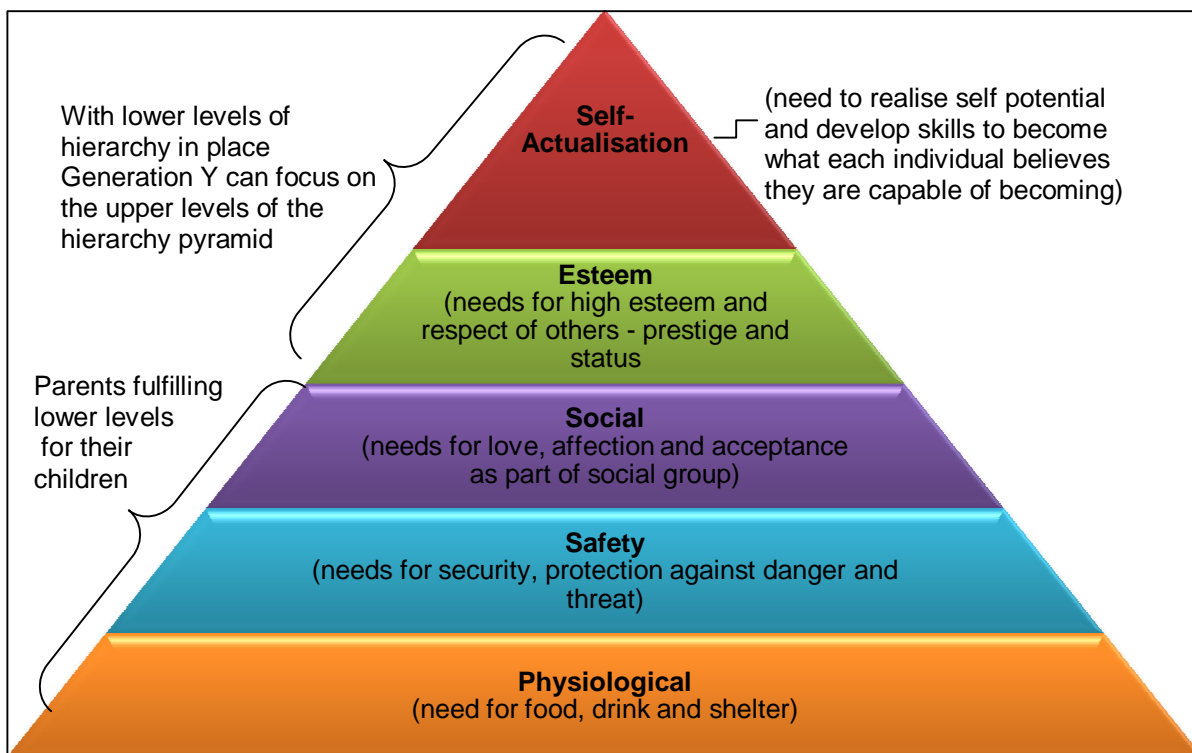 With lower levels of
hierarchy in place
Generation Y can focus on
the upper levels of the
hierarchy pyramid
Self-
Actualisation
(need to realise self potential
and develop skills to become
what each individual believes
they are capable of becoming)
Esteem
(needs for high esteem and
respect of others - prestige and
status
Parents fulfilling
lower levels
for their
children
Social
(needs for love, affection and acceptance
as part of social group)
Safety
(needs for security, protection against danger and
threat)
Physiological
(need for food, drink and shelter)